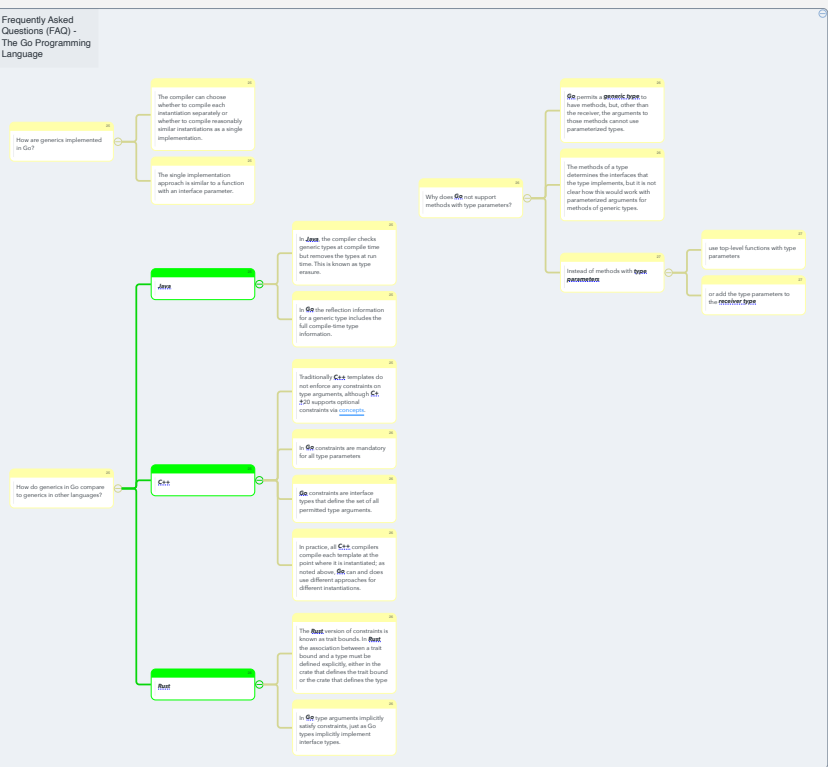 Frequently Asked
Questions (FAQ) -
The Go Programming
Language
How are generics implemented
in Go?
The compiler can choose
whether to compile each
instantiation separately or
whether to compile reasonably
similar instantiations as a single
implementation.
The single implementation
approach is similar to a function
with an interface parameter.
Why does Go not support
methods with type parameters?
Go permits a generic type to
have methods, but, other than
the receiver, the arguments to
those methods cannot use
parameterized types.
The methods of a type
determines the interfaces that
the type implements, but it is not
clear how this would work with
parameterized arguments for
methods of generic types.
Instead of methods with type
parameters
use top-level functions with type
parameters
or add the type parameters to
the receiver type
How do generics in Go compare
to generics in other languages?
Java
In Java, the compiler checks
generic types at compile time
but removes the types at run
time. This is known as type
erasure.
In Go the reflection information
for a generic type includes the
full compile-time type
information.
C++
Traditionally C++ templates do
not enforce any constraints on
type arguments, although C+
+20 supports optional
constraints via concepts.
In Go constraints are mandatory
for all type parameters
Go constraints are interface
types that define the set of all
permitted type arguments.
In practice, all C++ compilers
compile each template at the
point where it is instantiated; as
noted above, Go can and does
use different approaches for
different instantiations.
Rust
The Rust version of constraints is
known as trait bounds. In Rust
the association between a trait
bound and a type must be
defined explicitly, either in the
crate that defines the trait bound
or the crate that defines the type
In Go type arguments implicitly
satisfy constraints, just as Go
types implicitly implement
interface types.